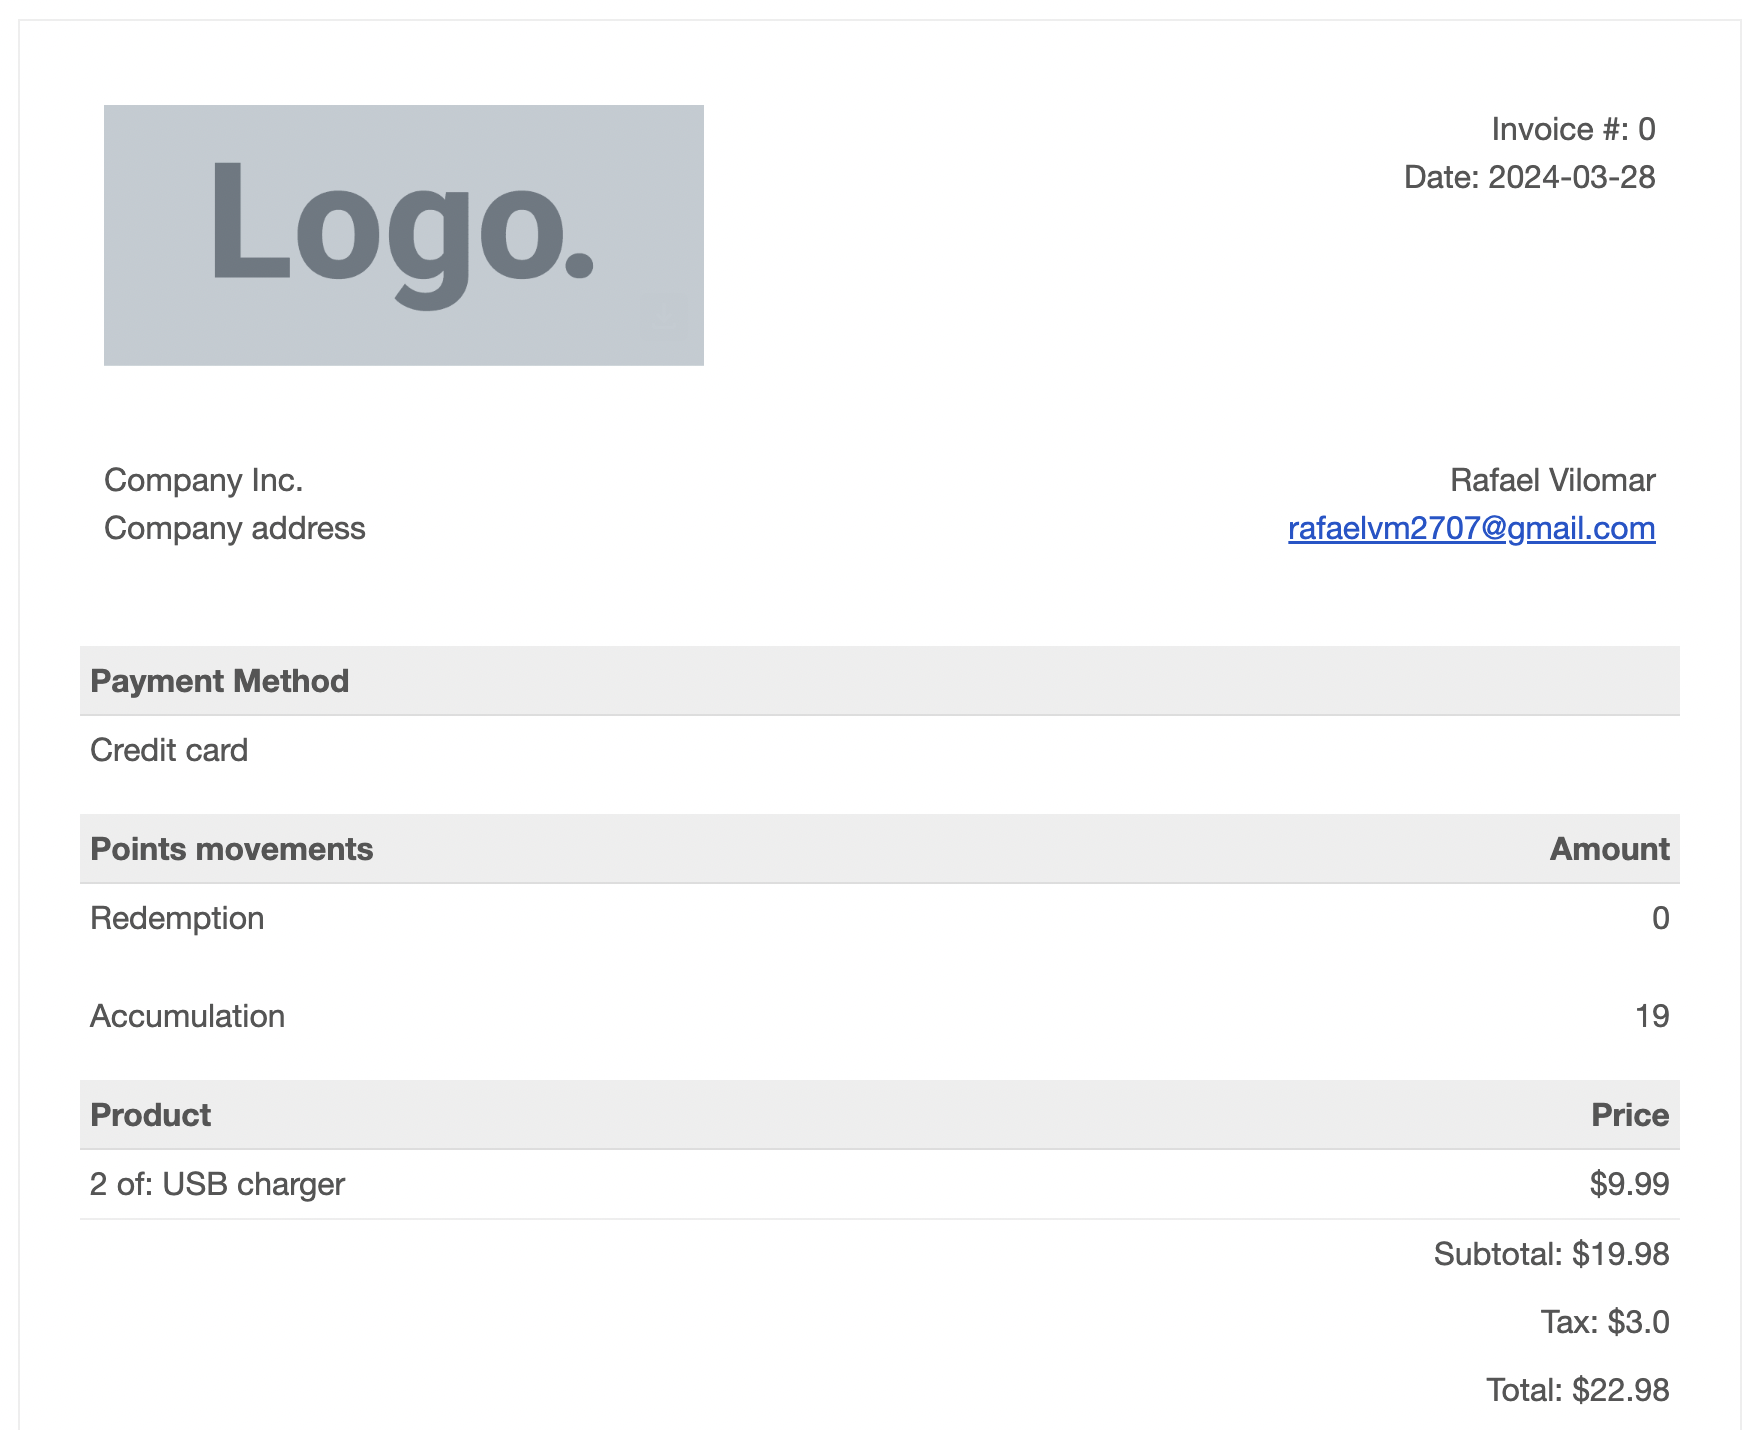 Logo.
Invoice #: 0
Date: 2024-03-28
Company Inc.
Company address
Rafael Vilomar
rafaelvm2707@gmail.com
Payment Method
Credit card
Points movements Amount
Redemption 0
Accumulation 19
Product Price
2 of: USB charger $9.99
Subtotal: $19.98
Tax: $3.0
Total: $22.98